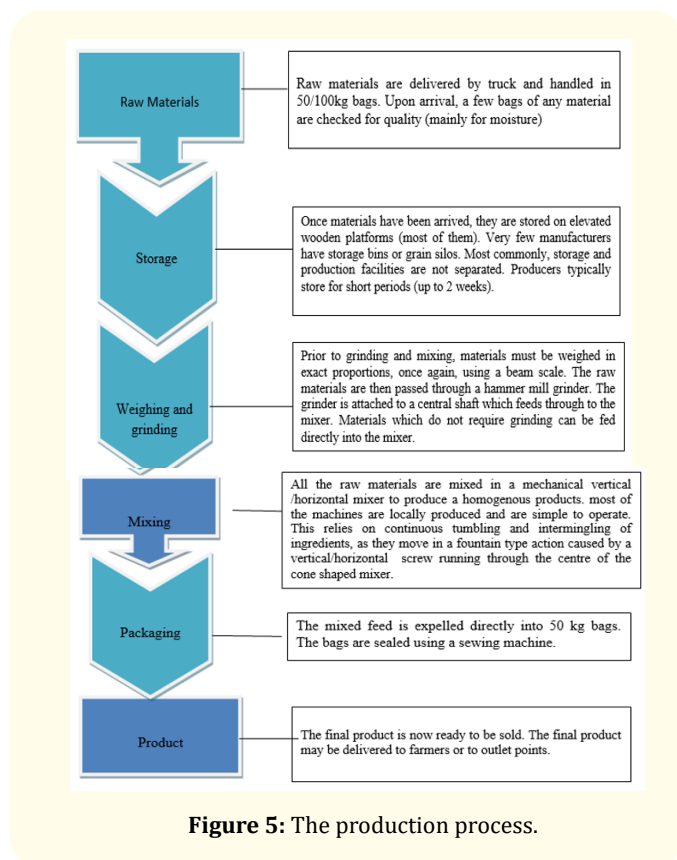 Raw Materials
Raw materials are delivered by truck and handled in
50/100kg bags. Upon arrival, a few bags of any material
are checked for quality (mainly for moisture)
Storage
Once materials have been arrived, they are stored on elevated
wooden platforms (most of them). Very few manufacturers
have storage bins or grain silos. Most commonly, storage and
production facilities are not separated. Producers typically
store for short periods (up to 2 weeks).
Weighing and
grinding
Prior to grinding and mixing, materials must be weighed in
exact proportions, once again, using a beam scale. The raw
materials are then passed through a hammer mill grinder. The
grinder is attached to a central shaft which feeds through to the
mixer. Materials which do not require grinding can be fed
directly into the mixer.
Mixing
All the raw materials are mixed in a mechanical vertical
/horizontal mixer to produce a homogenous products. most of
the machines are locally produced and are simple to operate.
This relies on continuous tumbling and intermingling of
ingredients, as they move in a fountain type action caused by a
vertical/horizontal screw running through the centre of the
cone shaped mixer.
Packaging
The mixed feed is expelled directly into 50 kg bags.
The bags are sealed using a sewing machine.
Product
The final product is now ready to be sold. The final product
may be delivered to farmers or to outlet points.
Figure 5: The production process.